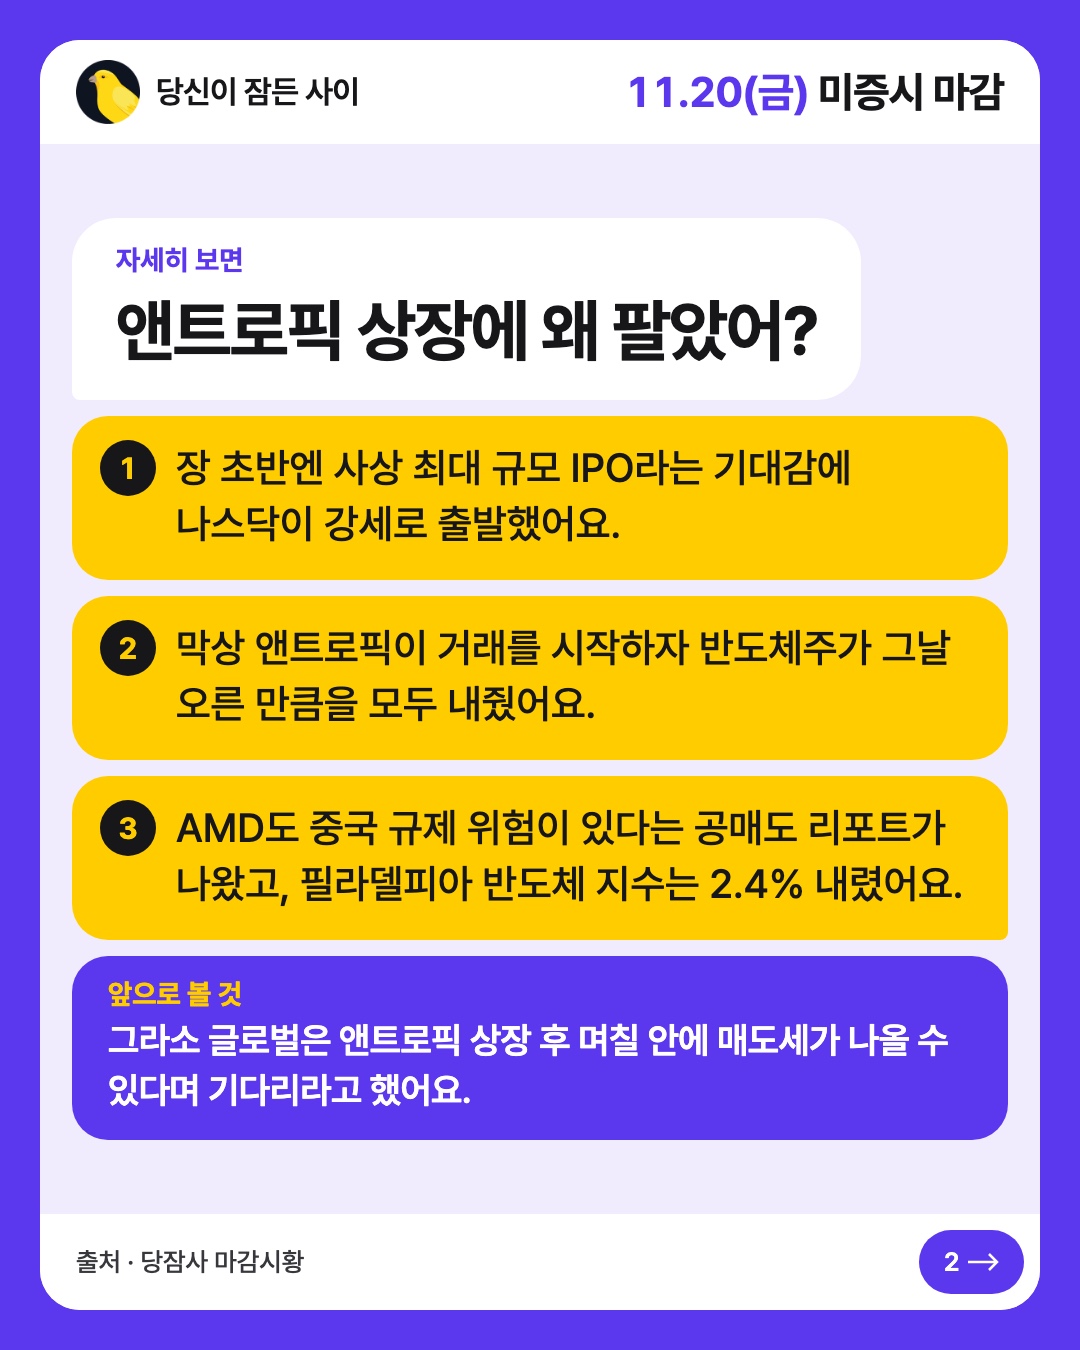 당신이 잠든 사이
11.20(금) 미증시 마감
자세히 보면
앤트로픽 상장에 왜 팔았어?
1 장 초반엔 사상 최대 규모 IPO라는 기대감에
나스닥이 강세로 출발했어요.
2 막상 앤트로픽이 거래를 시작하자 반도체주가 그날
오른 만큼을 모두 내줬어요.
3 AMD도 중국 규제 위험이 있다는 공매도 리포트가
나왔고, 필라델피아 반도체 지수는 2.4% 내렸어요.
앞으로 볼 것
그라소 글로벌은 앤트로픽 상장 후 며칠 안에 매도세가 나올 수
있다며 기다리라고 했어요.
출처 · 당잠사 마감시황
2 →